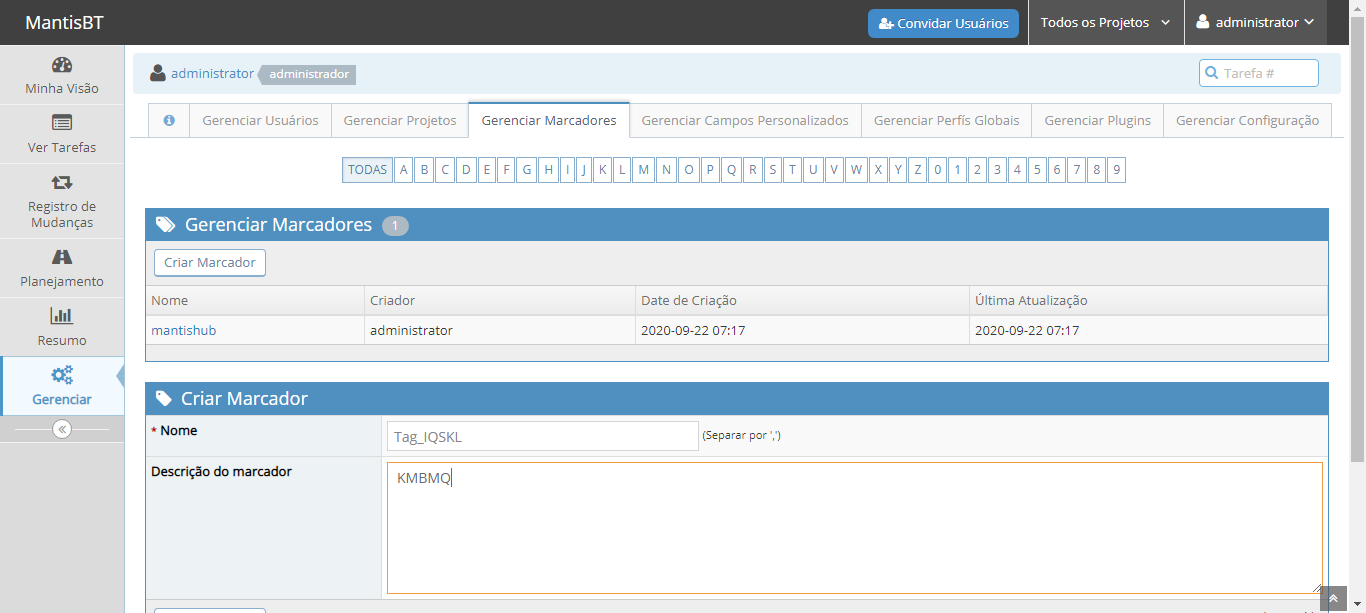 MantisBT
Convidar Usuários
Todos os Projetos
administrator
Minha Visão
Ver Tarefas
Registro de
Mudanças
Planejamento
Resumo
Gerenciar
administrator administrador
Tarefa #
Gerenciar Usuários Gerenciar Projetos Gerenciar Marcadores Gerenciar Campos Personalizados Gerenciar Perfís Globais Gerenciar Plugins Gerenciar Configuração
TODAS A B C D E F G H I J K L M N O P Q R S T U V W X Y Z 0 1 2 3 4 5 6 7 8 9
Gerenciar Marcadores 1
Criar Marcador
Nome Criador Date de Criação Última Atualização
mantishub administrator 2020-09-22 07:17 2020-09-22 07:17
Criar Marcador
* Nome Tag_IQSKL (Separar por ',')
Descrição do marcador KMBMQ